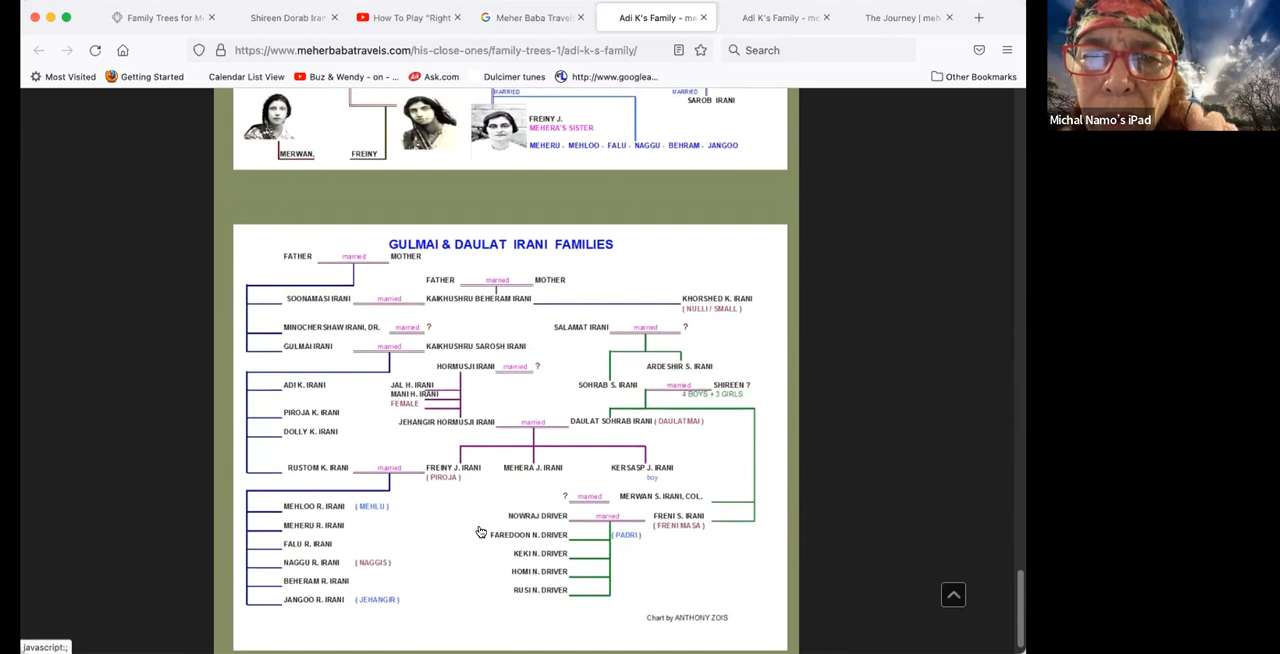 Family Trees for M
Shireen Dorab Iran
How To Play "Right
Meher Baba Travels
Adi K's Family - me
Adi K's Family - me
The Journey | meh
https://www.meherbabatravels.com/his-close-ones/family-trees-1/adi-k-s-family/
Search
Most Visited
Getting Started
Calendar List View
Buz & Wendy - on - ...
Ask.com
Dulcimer tunes
http://www.googlea...
Other Bookmarks
Michal Namo's iPad
MARRIED
MARRIED
SAROB IRANI
FREINY J.
MEHERA'S SISTER
MEHERU - MEHLOO - FALU - NAGGU - BEHRAM - JANGOO
MERWAN,
FREINY
GULMAI & DAULAT IRANI FAMILIES
FATHER married MOTHER
FATHER married MOTHER
SOONAMASI IRANI married KAIKHUSHRU BEHERAM IRANI
KHORSHED K. IRANI
( NULLI / SMALL )
MINOCHER SHAW IRANI, DR. married ?
SALAMAT IRANI married ?
GULMAI IRANI married KAIKHUSHRU SAROSH IRANI
HORMUSJI IRANI married ?
ARDESHIR S. IRANI
ADI K. IRANI
JAL H. IRANI
MANI H. IRANI
FEMALE
SOHRAB S. IRANI married SHIREEN ?
4 BOYS + 3 GIRLS
PIROJA K. IRANI
JEHANGIR HORMUSJI IRANI married DAULAT SOHRAB IRANI ( DAULATMAI )
DOLLY K. IRANI
RUSTOM K. IRANI married FREINY J. IRANI
( PIROJA )
MEHERA J. IRANI
KERSASP J. IRANI
boy
? married MERWAN S. IRANI, COL.
MEHLOO R. IRANI ( MEHLU )
NOWRAJ DRIVER married FRENI S. IRANI
( FRENI MASA )
MEHERU R. IRANI
FAREDOON N. DRIVER ( PADRI )
FALU R. IRANI
KEKI N. DRIVER
NAGGU R. IRANI ( NAGGIS )
HOMI N. DRIVER
BEHERAM R. IRANI
RUSI N. DRIVER
JANGOO R. IRANI ( JEHANGIR )
Chart by ANTHONY ZOIS
javascript:;